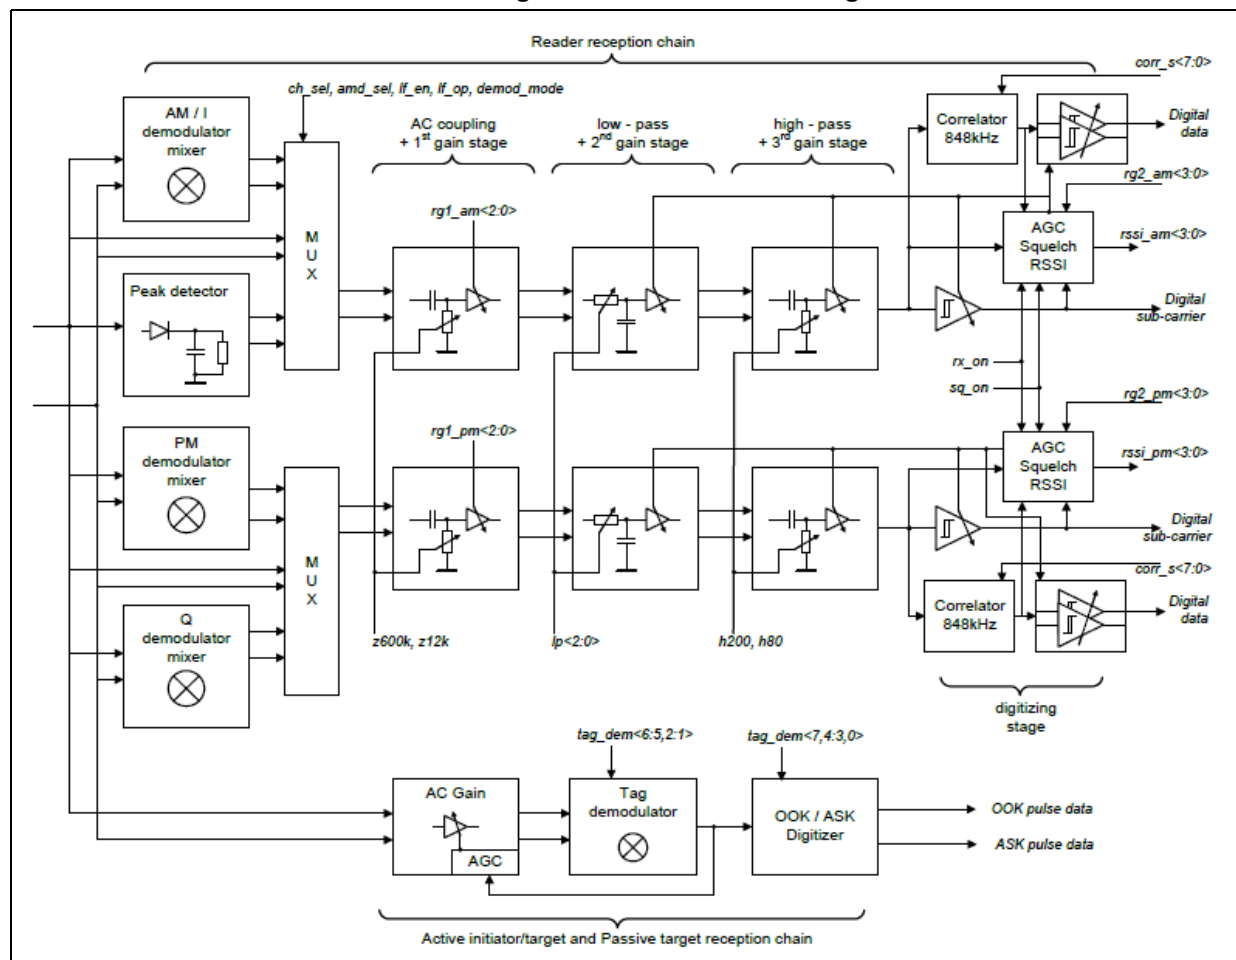 Reader reception chain
corr_s<7:0>
ch_sel, amd_sel, lf_en, lf_op, demod_mode
AM / I
demodulator
mixer
AC coupling
+ 1st gain stage
low - pass
+ 2nd gain stage
high - pass
+ 3rd gain stage
Correlator
848kHz
Digital
data
rg1_am<2:0>
rg2_am<3:0>
M
U
X
AGC
Squelch
RSSI
rssi_am<3:0>
Peak detector
Digital
sub-carrier
rx_on
sq_on
rg2_pm<3:0>
PM
demodulator
mixer
rg1_pm<2:0>
AGC
Squelch
RSSI
rssi_pm<3:0>
Digital
sub-carrier
M
U
X
corr_s<7:0>
Q
demodulator
mixer
Correlator
848kHz
Digital
data
z600k, z12k
lp<2:0>
h200, h80
digitizing
stage
tag_dem<6:5,2:1>
tag_dem<7,4:3,0>
AC Gain
AGC
Tag
demodulator
OOK / ASK
Digitizer
OOK pulse data
ASK pulse data
Active initiator/target and Passive target reception chain